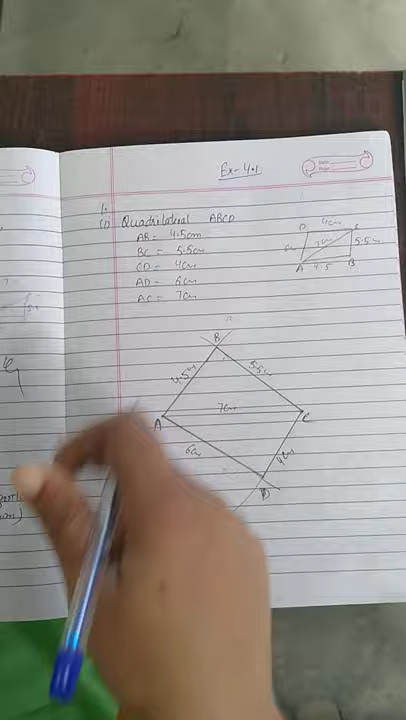 Ex-4.1
1.
(i) Quadrilateral ABCD
AB = 4.5cm
BC = 5.5cm
CD = 4cm
AD = 6cm
AC = 7cm
D 4cm C
7cm 5.5cm
A 4.5 B
B
4.5cm 5.5cm
7cm
A C
6cm 4cm
D